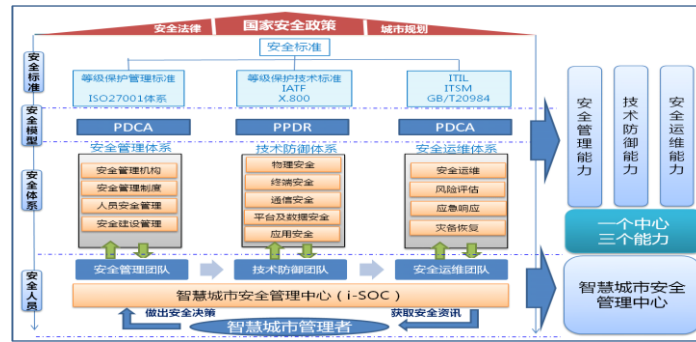 国家安全政策
安全法律
城市规划
安全标准
安全标准
等级保护管理标准
ISO27001体系
等级保护技术标准
IATF
X.800
ITIL
ITSM
GB/T20984
安全模型
PDCA
PPDR
PDCA
安全体系
安全管理体系
安全管理机构
安全管理制度
人员安全管理
安全建设管理
技术防御体系
物理安全
终端安全
通信安全
平台及数据安全
应用安全
安全运维体系
安全运维
风险评估
应急响应
灾备恢复
安全人员
安全管理团队
技术防御团队
安全运维团队
智慧城市安全管理中心（i-SOC）
做出安全决策
获取安全资讯
智慧城市管理者
安全管理能力
技术防御能力
安全运维能力
一个中心
三个能力
智慧城市安全
管理中心